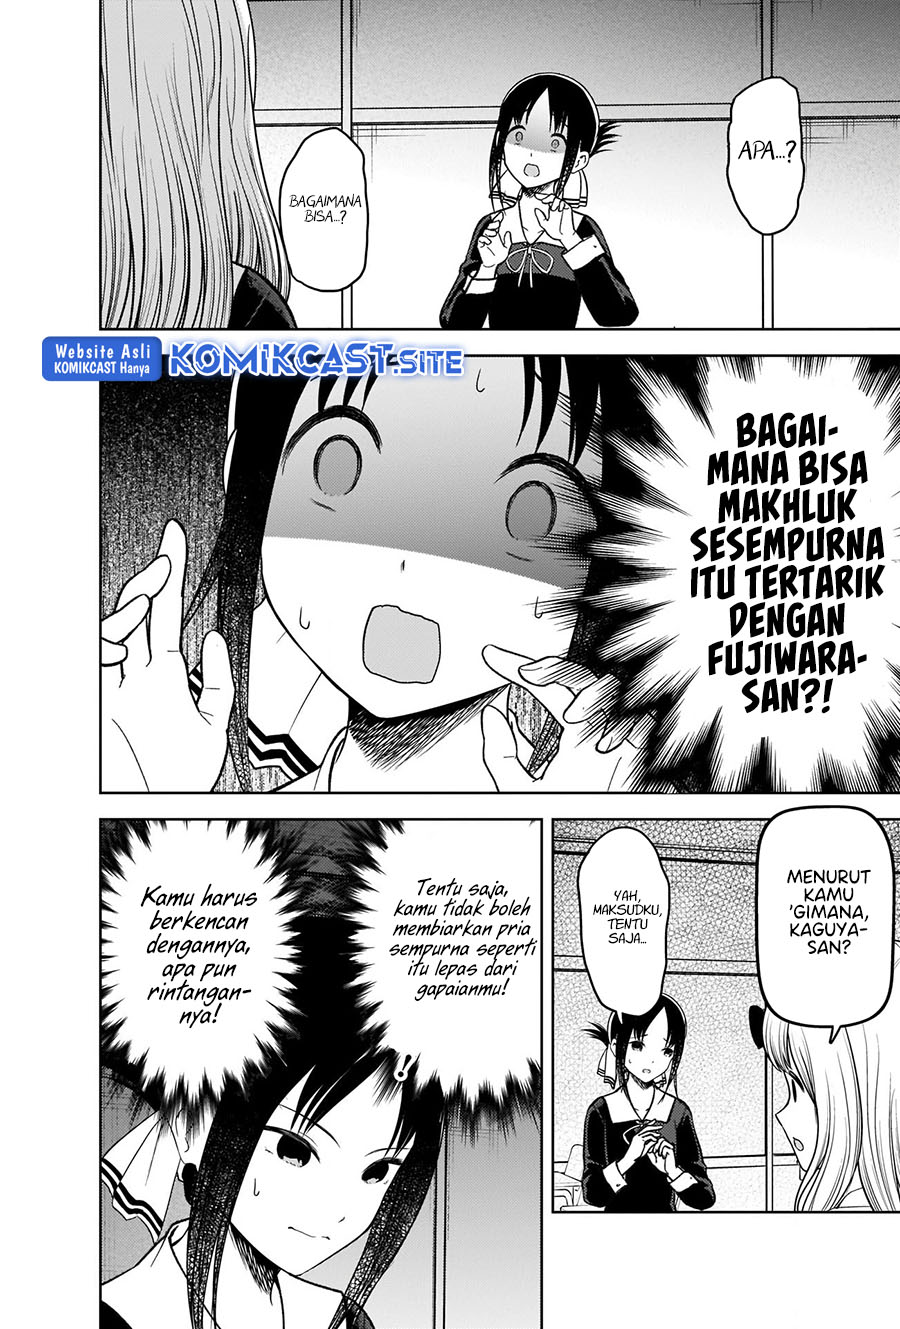 APA...?
BAGAIMANA
BISA...?
Website Asli
KOMIKCAST Hanya
KOMIKCAST.SITE
BAGAI-
MANA BISA
MAKHLUK
SESEMPURNA
ITU TERTARIK
DENGAN
FUJIWARA-
SAN?!
MENURUT
KAMU
'GIMANA,
KAGUYA-
SAN?
YAH,
MAKSUDKU,
TENTU
SAJA...
Tentu saja,
kamu tidak boleh
membiarkan pria
sempurna seperti
itu lepas dari
gapaianmu!
Kamu harus
berkencan
dengannya,
apa pun
rintangan-
nya!
!